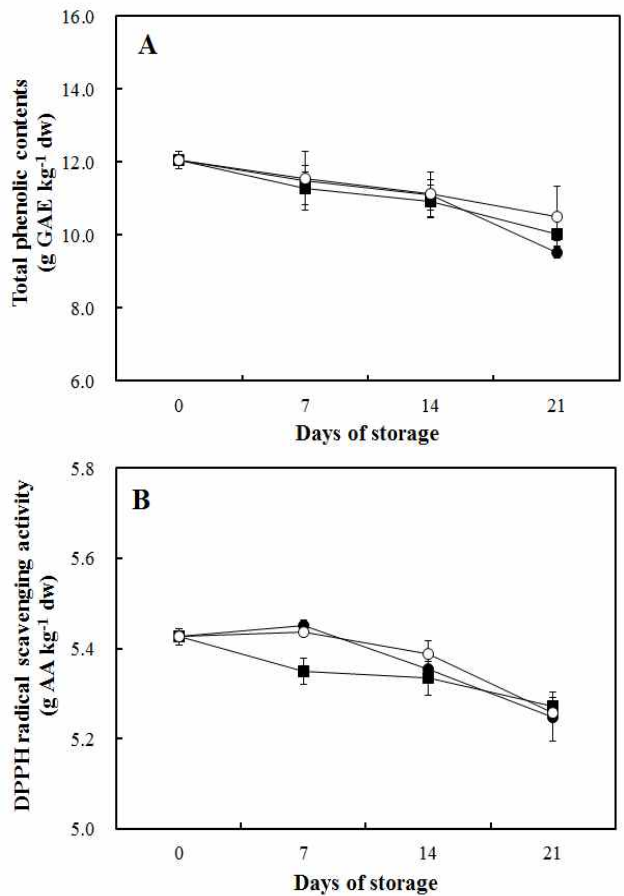 A
Total phenolic contents
(g GAE kg⁻¹ dw)
16.0
14.0
12.0
10.0
8.0
6.0
0 7 14 21
Days of storage
B
DPPH radical scavenging activity
(g AA kg⁻¹ dw)
5.8
5.6
5.4
5.2
5.0
0 7 14 21
Days of storage